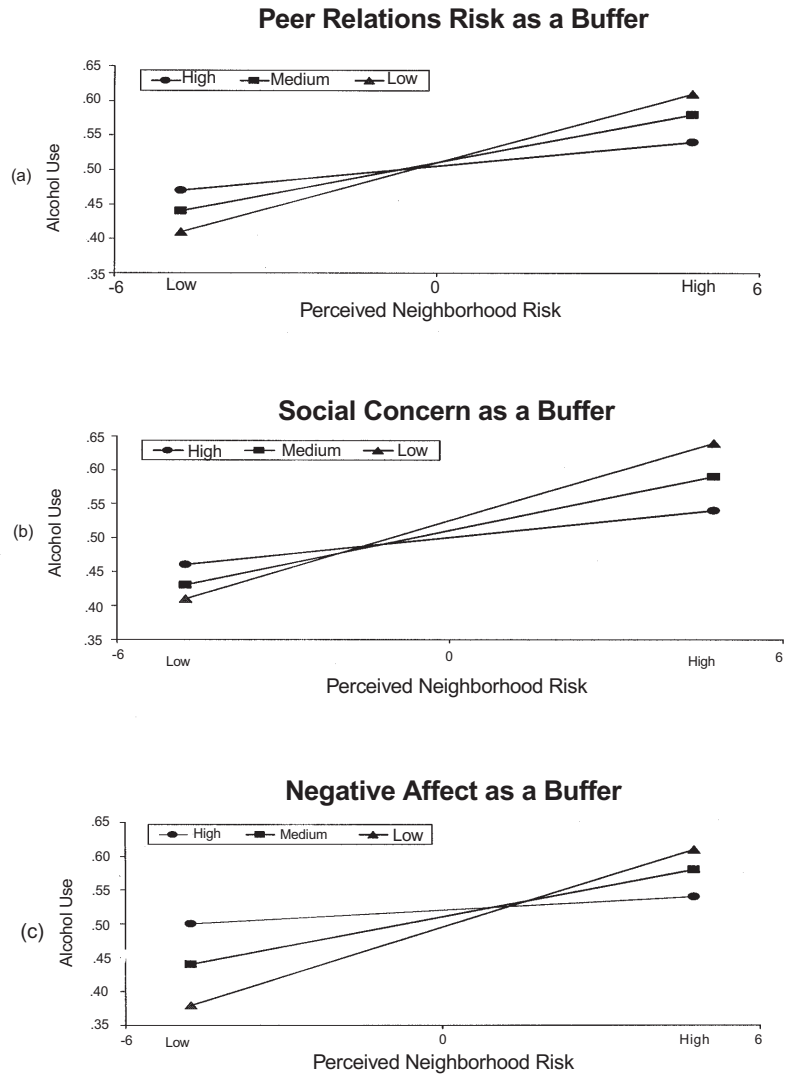 Peer Relations Risk as a Buffer
.65
High Medium Low
.60
.55
(a)
Alcohol Use
.50
.45
.40
.35
-6 0 6
Low High
Perceived Neighborhood Risk
Social Concern as a Buffer
.65
High Medium Low
.60
.55
(b)
Alcohol Use
.50
.45
.40
.35
-6 0 6
Low High
Perceived Neighborhood Risk
Negative Affect as a Buffer
.65
High Medium Low
.60
.55
(c)
Alcohol Use
.50
.45
.40
.35
-6 0 6
Low High
Perceived Neighborhood Risk